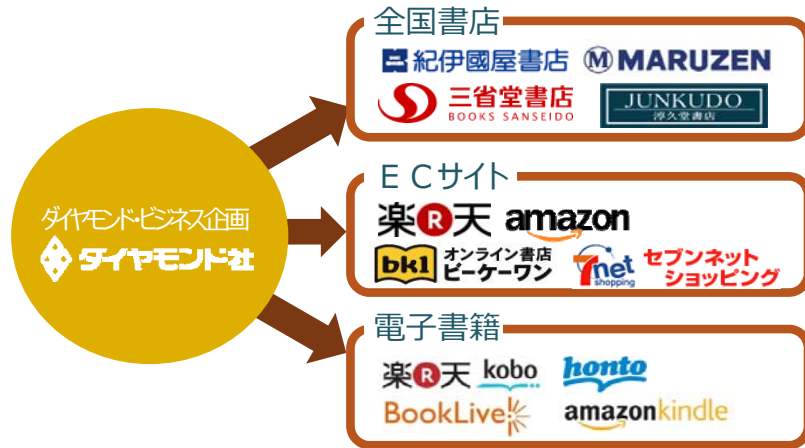 ダイヤモンド・ビジネス企画
ダイヤモンド社
全国書店
紀伊國屋書店
M MARUZEN
三省堂書店
BOOKS SANSEIDO
JUNKUDO
淳久堂書店
ECサイト
楽R天
amazon
bk1
オンライン書店
ビーケーワン
7net
shopping
セブンネット
ショッピング
電子書籍
楽R天 kobo
honto
BookLive!
amazonkindle